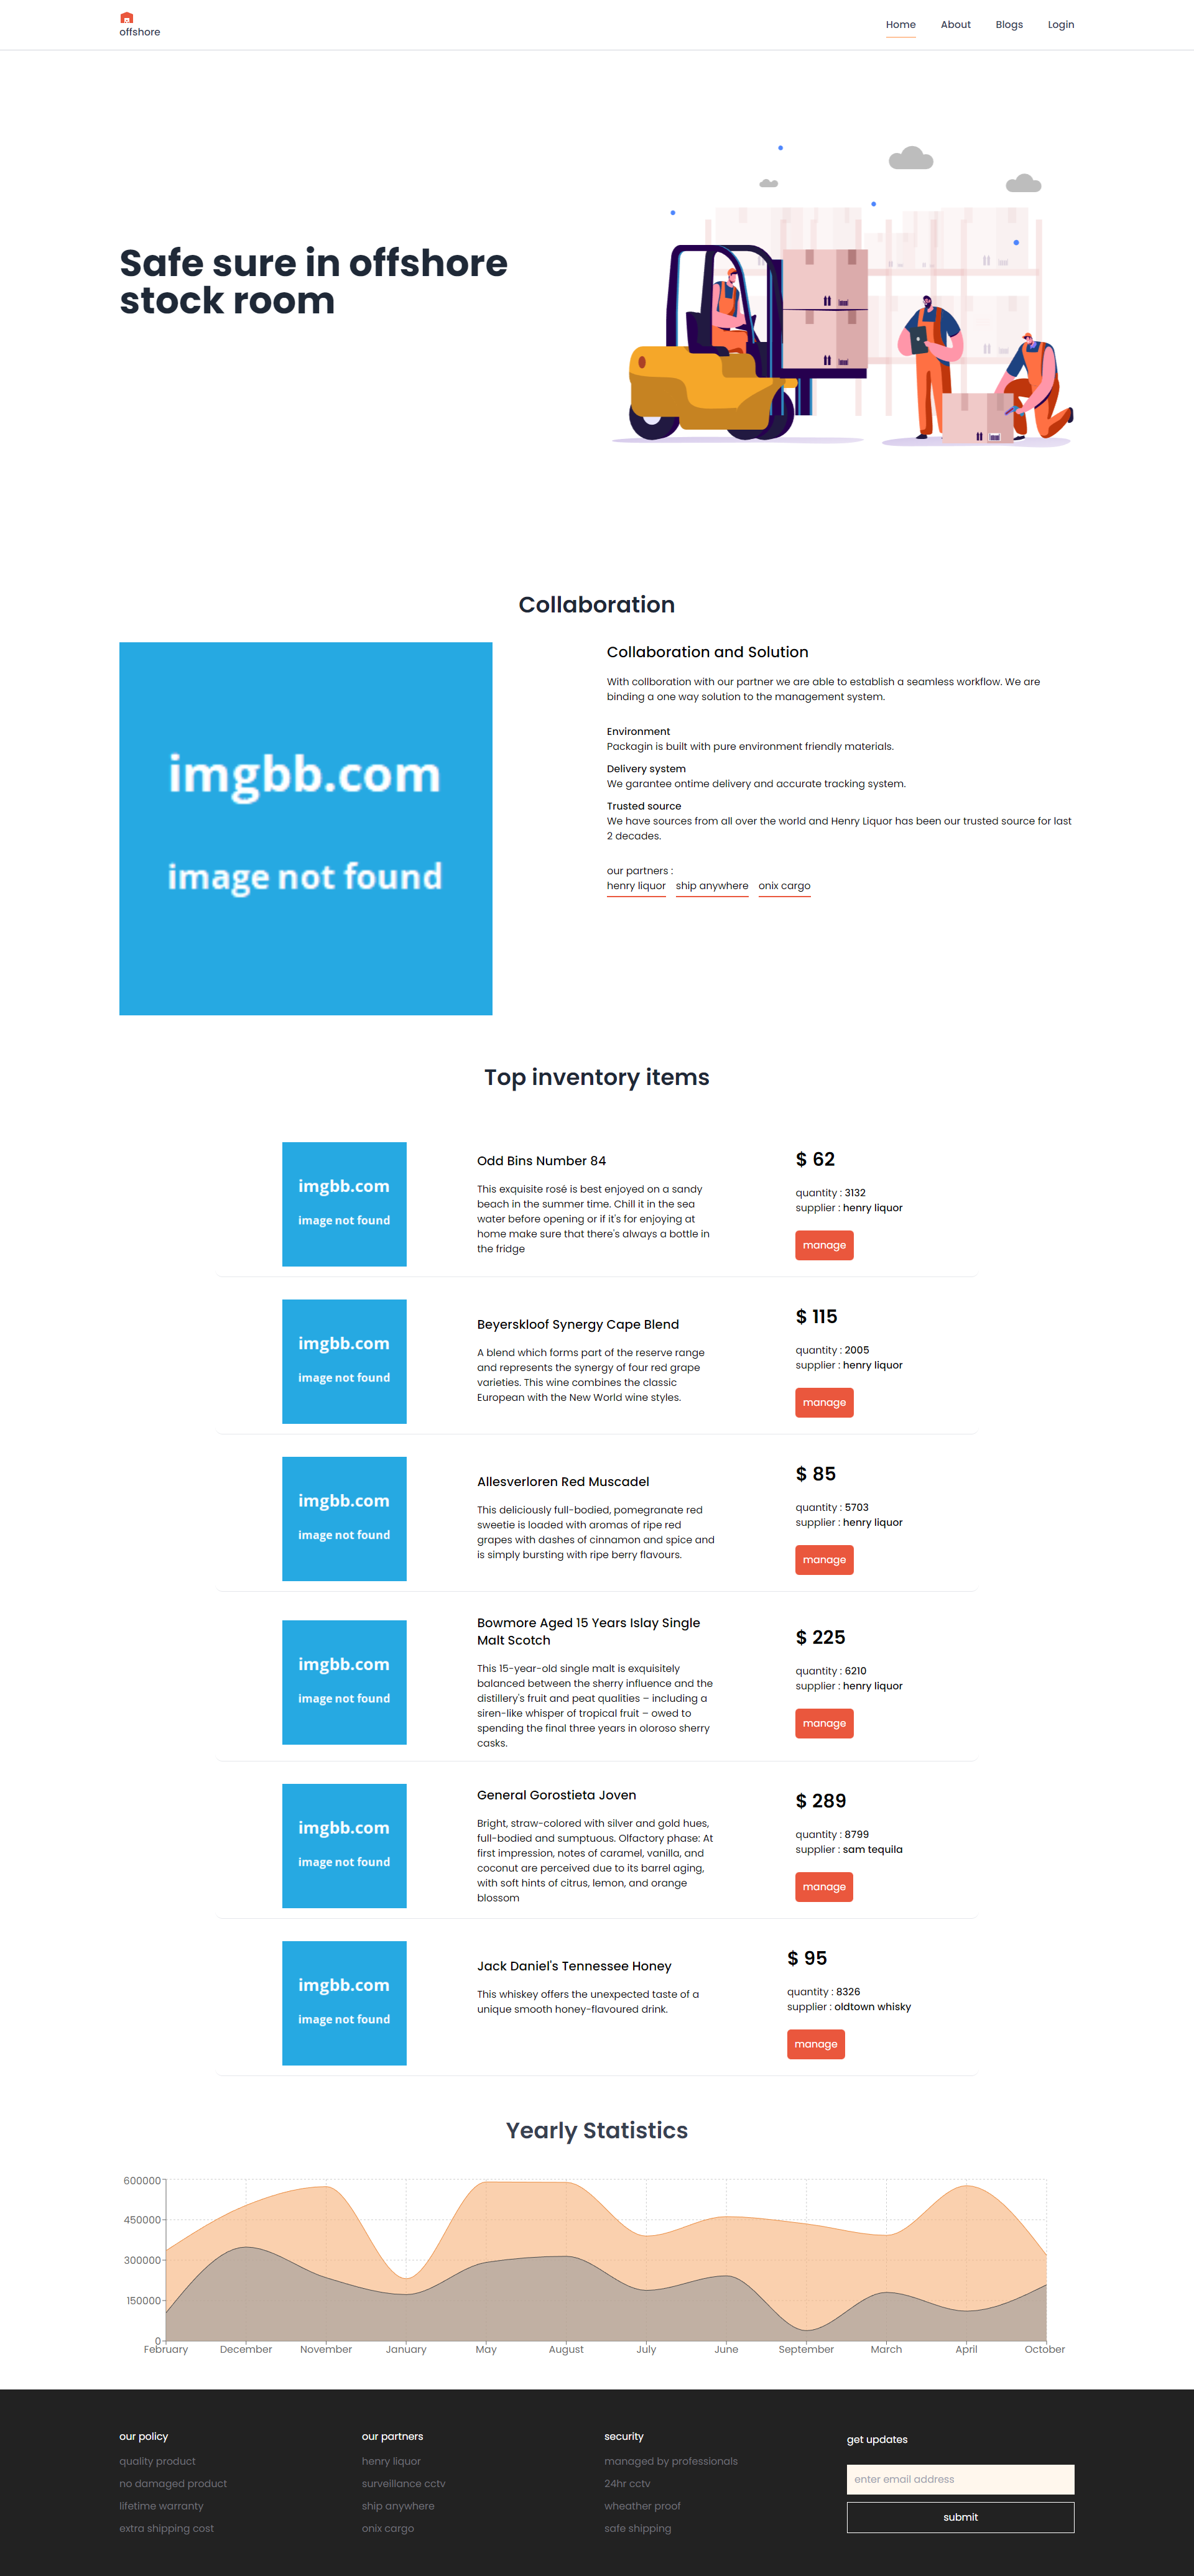 offshore
Home
About
Blogs
Login
Safe sure in offshore
stock room
Collaboration
imgbb.com
image not found
Collaboration and Solution
With collboration with our partner we are able to establish a seamless workflow. We are
binding a one way solution to the management system.
Environment
Packagin is built with pure environment friendly materials.
Delivery system
We garantee ontime delivery and accurate tracking system.
Trusted source
We have sources from all over the world and Henry Liquor has been our trusted source for last
2 decades.
our partners :
henry liquor
ship anywhere
onix cargo
Top inventory items
imgbb.com
image not found
Odd Bins Number 84
This exquisite rosé is best enjoyed on a sandy
beach in the summer time. Chill it in the sea
water before opening or if it's for enjoying at
home make sure that there's always a bottle in
the fridge
$ 62
quantity : 3132
supplier : henry liquor
manage
imgbb.com
image not found
Beyerskloof Synergy Cape Blend
A blend which forms part of the reserve range
and represents the synergy of four red grape
varieties. This wine combines the classic
European with the New World wine styles.
$ 115
quantity : 2005
supplier : henry liquor
manage
imgbb.com
image not found
Allesverloren Red Muscadel
This deliciously full-bodied, pomegranate red
sweetie is loaded with aromas of ripe red
grapes with dashes of cinnamon and spice and
is simply bursting with ripe berry flavours.
$ 85
quantity : 5703
supplier : henry liquor
manage
imgbb.com
image not found
Bowmore Aged 15 Years Islay Single
Malt Scotch
This 15-year-old single malt is exquisitely
balanced between the sherry influence and the
distillery's fruit and peat qualities – including a
siren-like whisper of tropical fruit – owed to
spending the final three years in oloroso sherry
casks.
$ 225
quantity : 6210
supplier : henry liquor
manage
imgbb.com
image not found
General Gorostieta Joven
Bright, straw-colored with silver and gold hues,
full-bodied and sumptuous. Olfactory phase: At
first impression, notes of caramel, vanilla, and
coconut are perceived due to its barrel aging,
with soft hints of citrus, lemon, and orange
blossom
$ 289
quantity : 8799
supplier : sam tequila
manage
imgbb.com
image not found
Jack Daniel's Tennessee Honey
This whiskey offers the unexpected taste of a
unique smooth honey-flavoured drink.
$ 95
quantity : 8326
supplier : oldtown whisky
manage
Yearly Statistics
600000
450000
300000
150000
0
February
December
November
January
May
August
July
June
September
March
April
October
our policy
quality product
no damaged product
lifetime warranty
extra shipping cost
our partners
henry liquor
surveillance cctv
ship anywhere
onix cargo
security
managed by professionals
24hr cctv
wheather proof
safe shipping
get updates
enter email address
submit